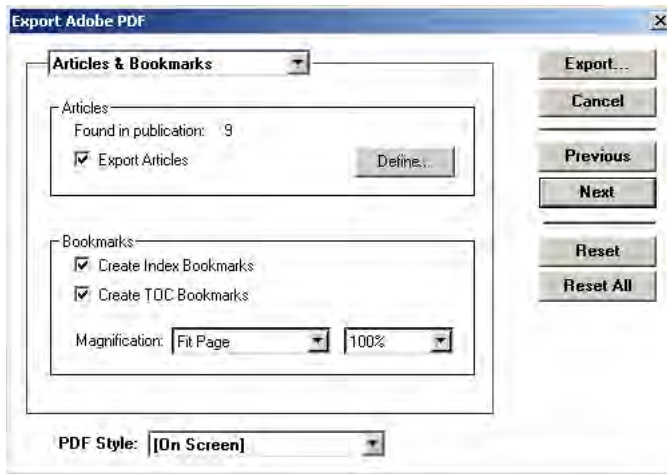 Export Adobe PDF
Articles & Bookmarks
Articles
Found in publication: 9
Export Articles
Define...
Bookmarks
Create Index Bookmarks
Create TOC Bookmarks
Magnification: Fit Page 100%
PDF Style: [On Screen]
Export...
Cancel
Previous
Next
Reset
Reset All